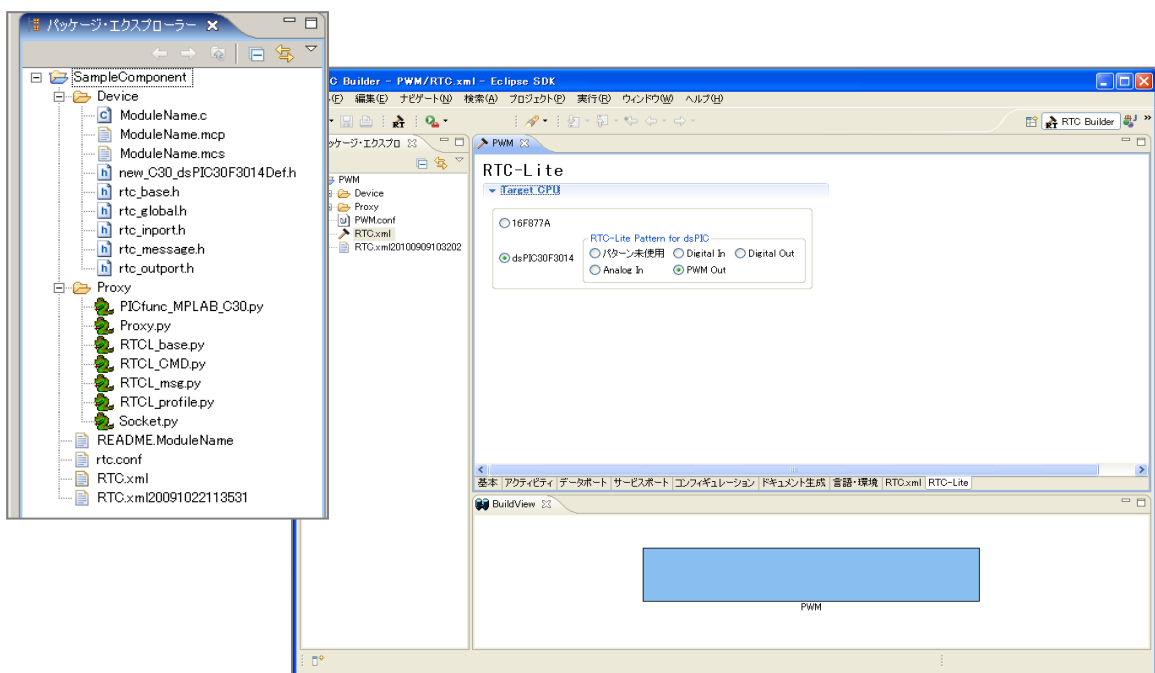 パッケージ・エクスプローラー
SampleComponent
Device
ModuleName.c
ModuleName.mcp
ModuleName.mcs
new_C30_dsPIC30F3014Def.h
rtc_base.h
rtc_global.h
rtc_inport.h
rtc_message.h
rtc_outport.h
Proxy
PICfunc_MPLAB_C30.py
Proxy.py
RTCL_base.py
RTCL_CMD.py
RTCL_msg.py
RTCL_profile.py
Socket.py
README.ModuleName
rtc.conf
RTC.xml
RTC.xml20091022113531
C Builder - PWM/RTC.xml - Eclipse SDK
(F) 編集(E) ナビゲート(N) 検索(A) プロジェクト(P) 実行(R) ウィンドウ(W) ヘルプ(H)
RTC Builder
ッケージ・エクスプロ
PWM
Device
Proxy
PWM.conf
RTC.xml
RTC.xml20100909103202
PWM
RTC-Lite
Target CPU
16F877A
dsPIC30F3014
RTC-Lite Pattern for dsPIC
パターン未使用 Digital In Digital Out
Analog In PWM Out
基本 アクティビティ データポート サービスポート コンフィギュレーション ドキュメント生成 言語・環境 RTC.xml RTC-Lite
BuildView
PWM